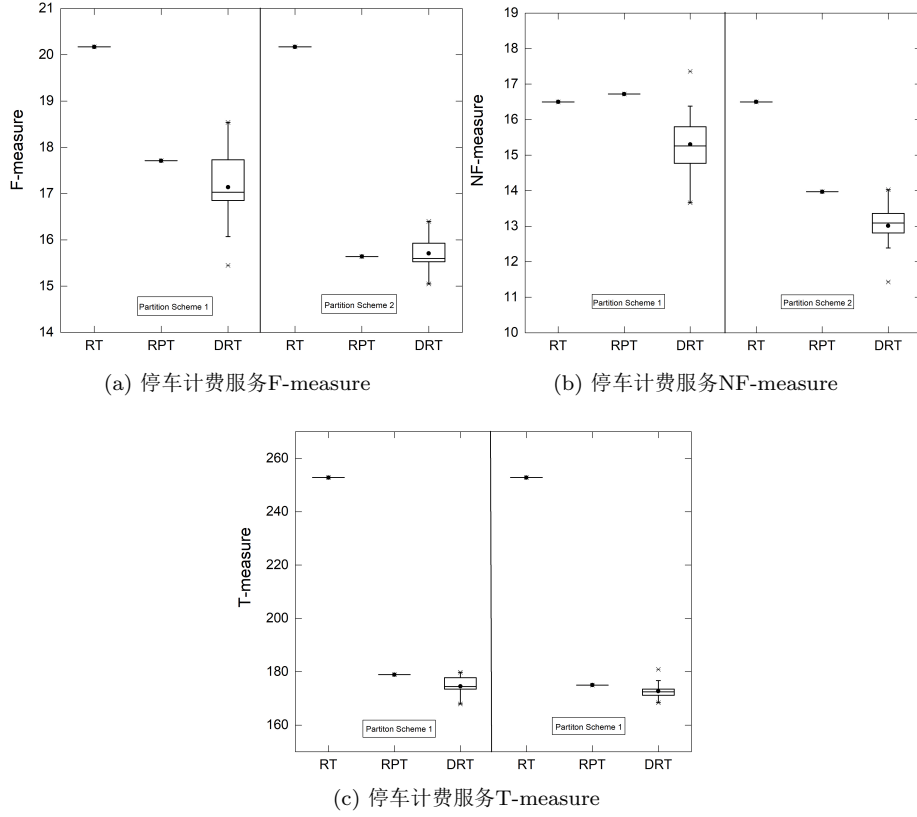 21
20
19
18
17
16
15
14
F-measure
Partition Scheme 1
Partition Scheme 2
RT RPT DRT RT RPT DRT
(a) 停车计费服务F-measure
19
18
17
16
15
14
13
12
11
10
NF-measure
Partition Scheme 1
Partition Scheme 2
RT RPT DRT RT RPT DRT
(b) 停车计费服务NF-measure
260
240
220
200
180
160
T-measure
Partiton Scheme 1
Partition Scheme 1
RT RPT DRT RT RPT DRT
(c) 停车计费服务T-measure